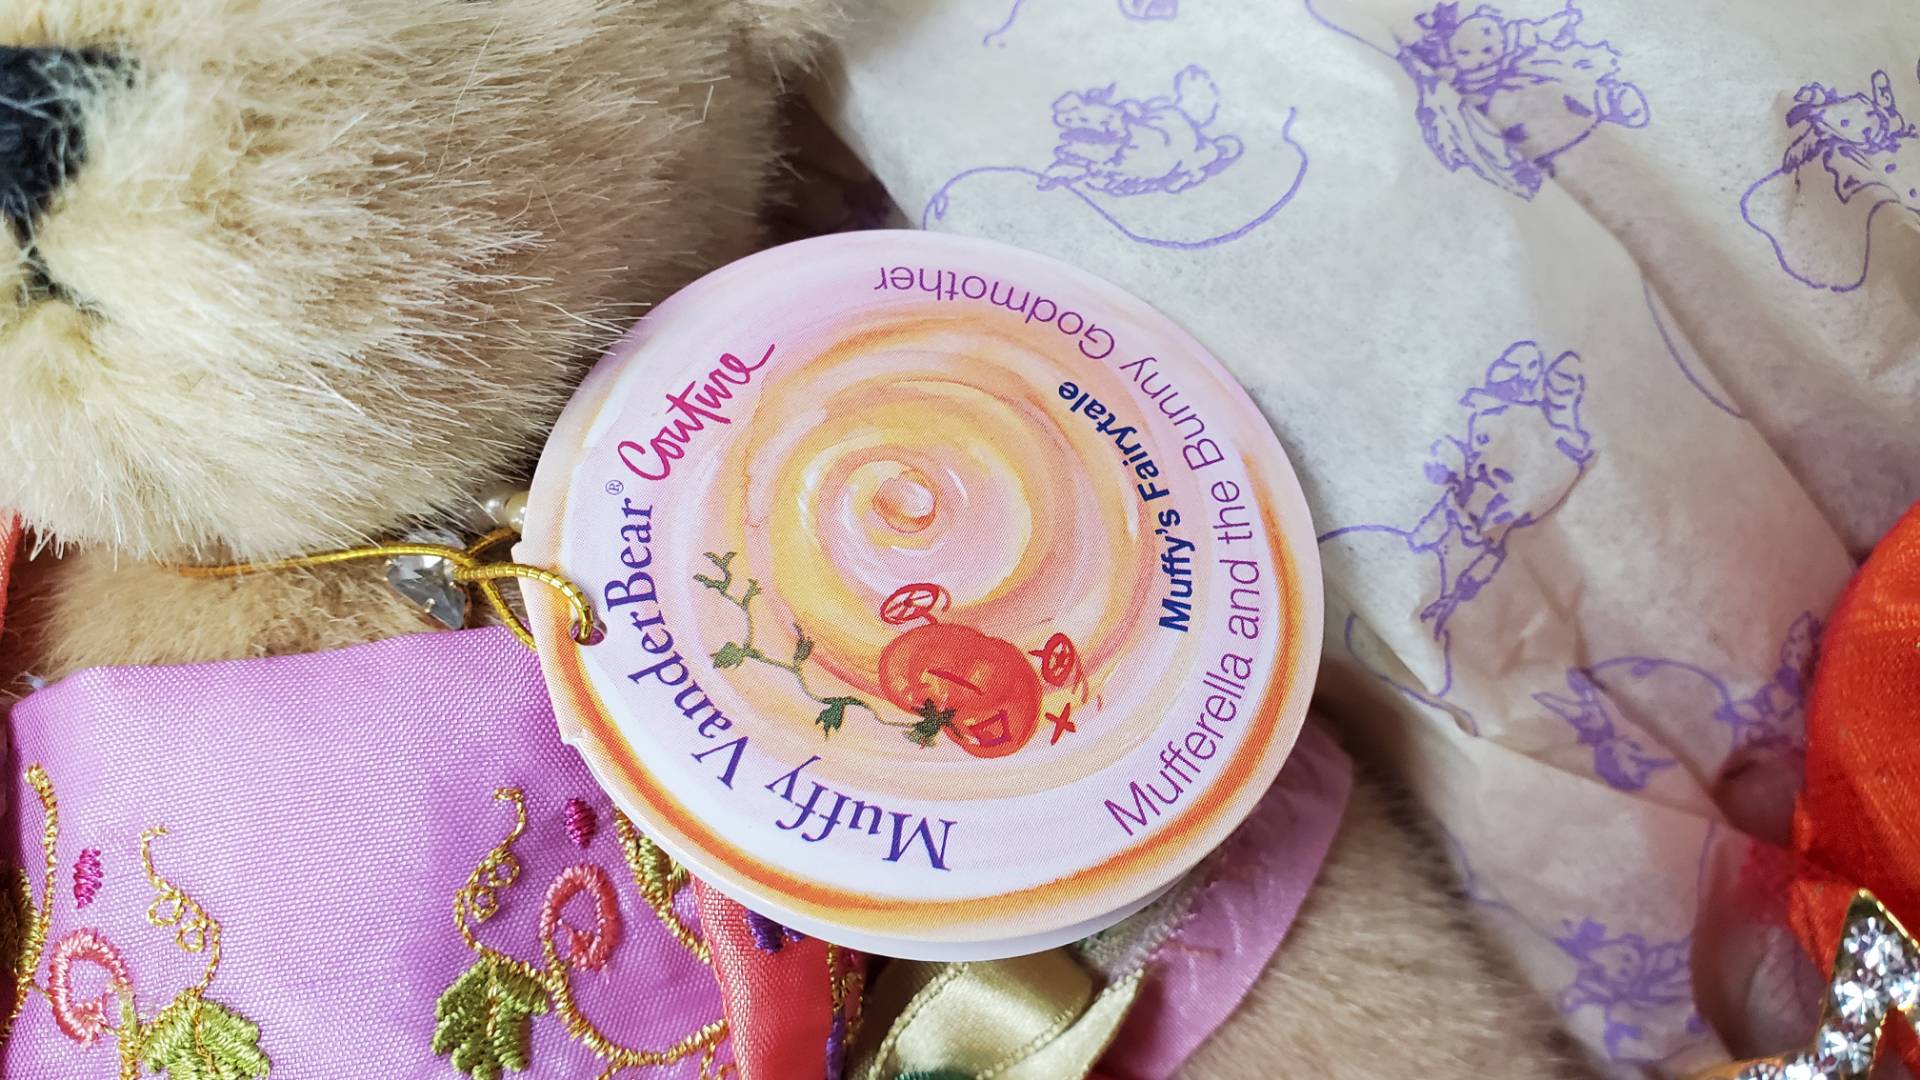 Muffy VanderBear® Couture
Muffy's Fairytale
Mufferella and the Bunny Godmother